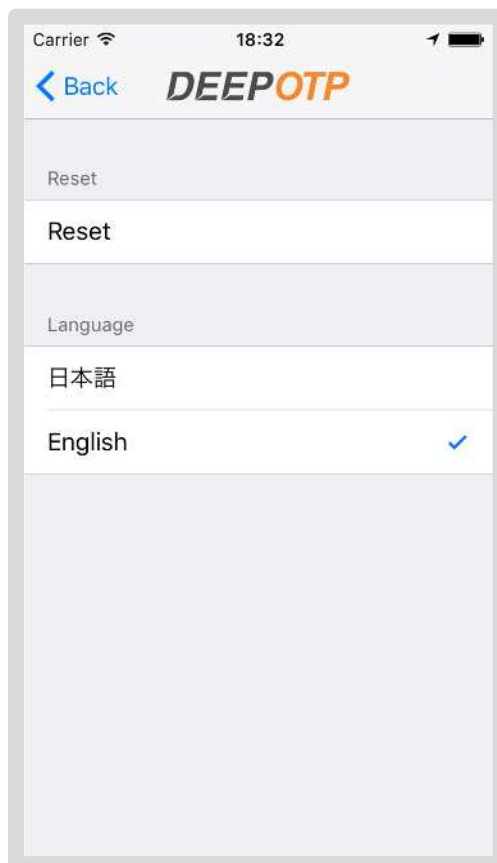 Carrier 18:32
Back DEEPOTP
Reset
Reset
Language
日本語
English